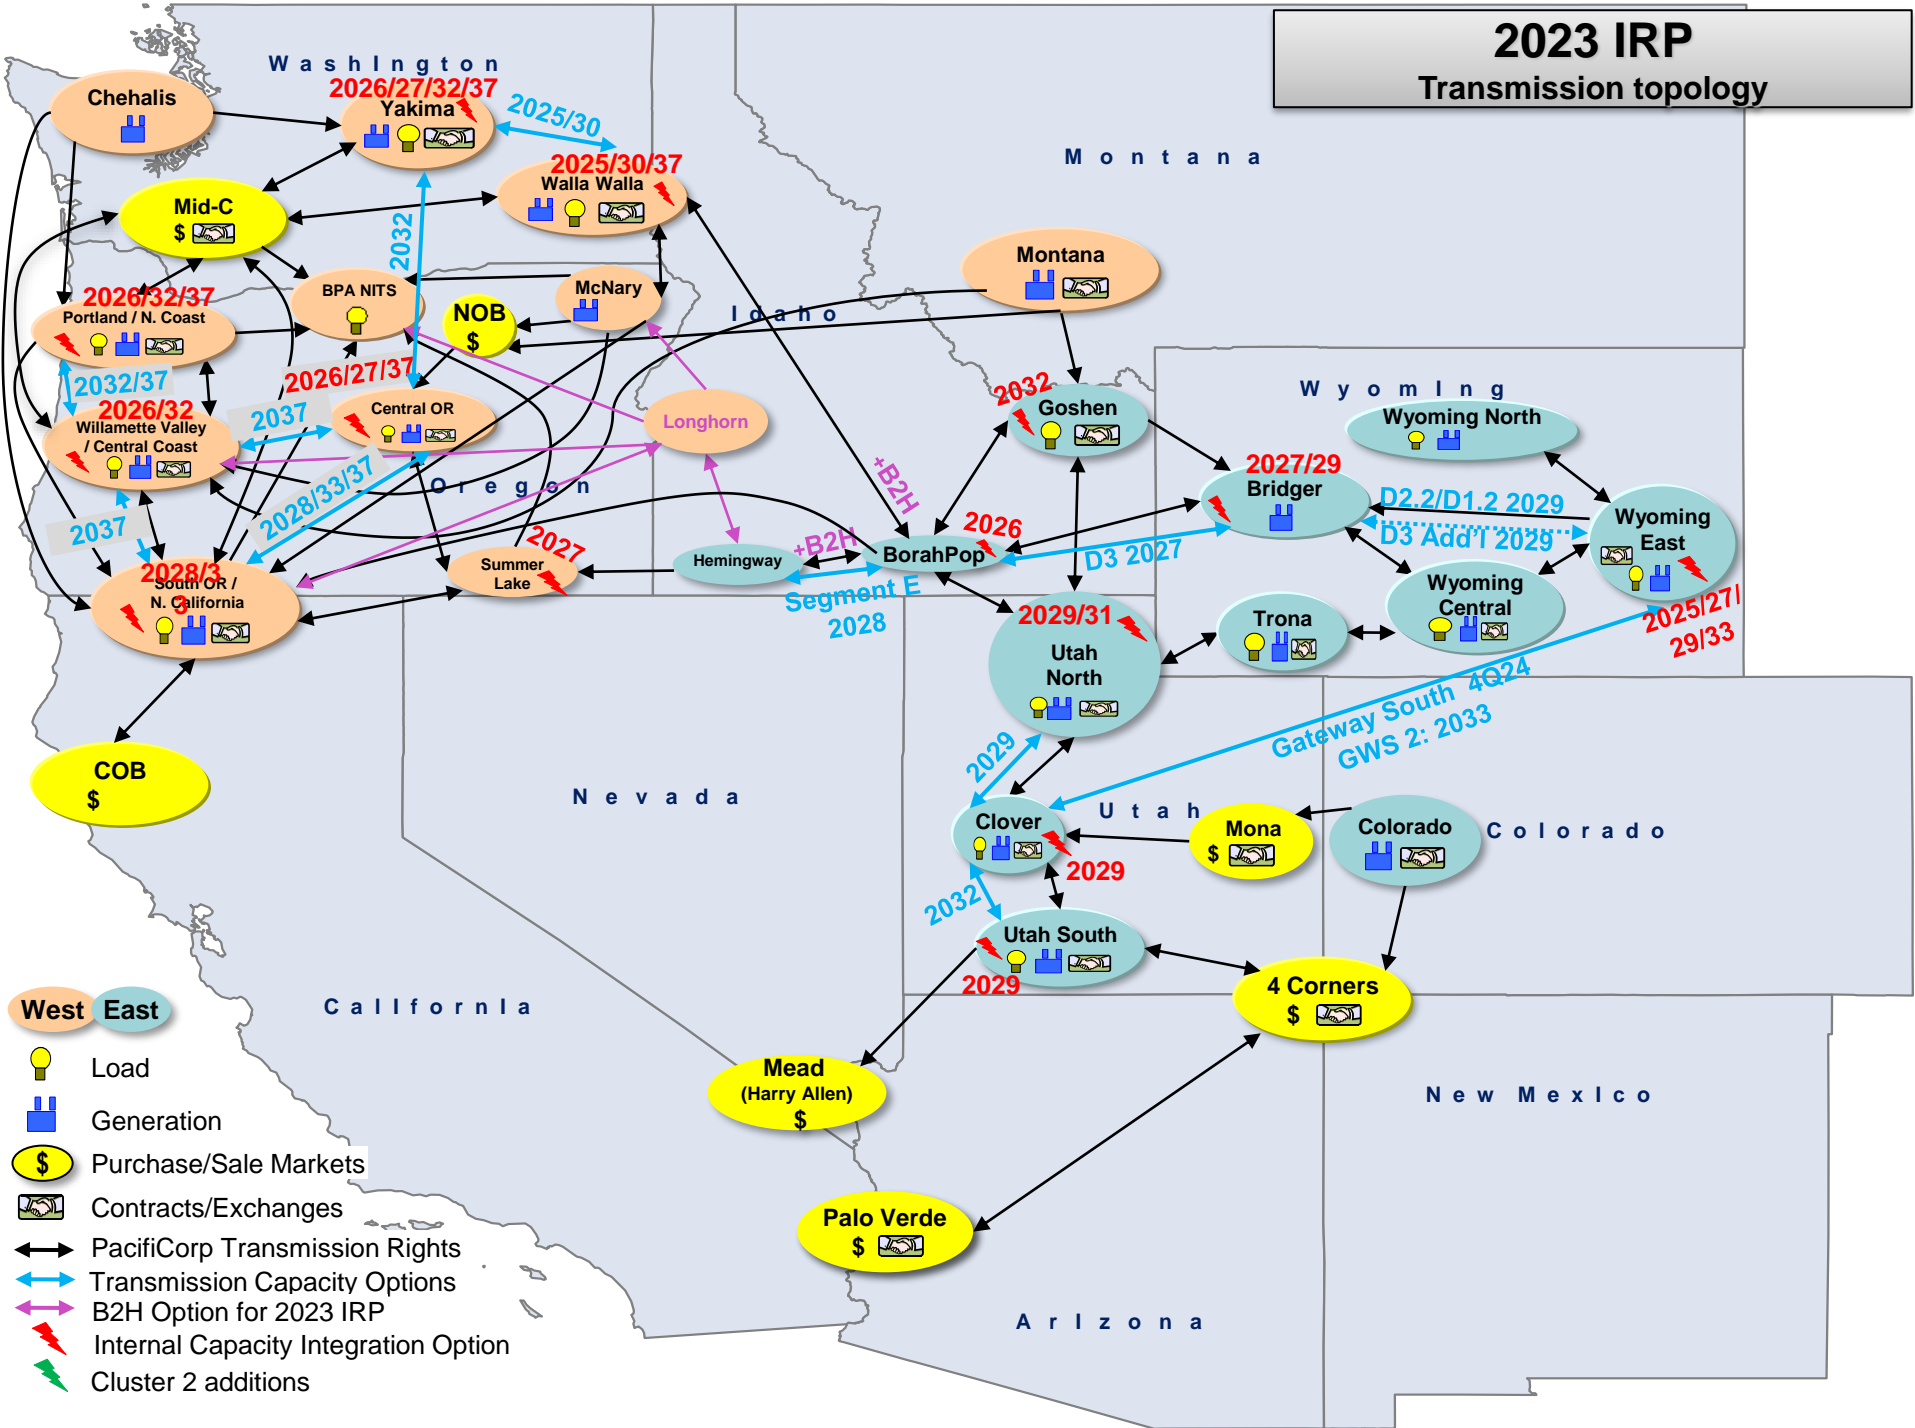 2023 IRP
Transmission topology
WashIngton
Chehalis
2026/27/32/37
Yakima
2025/30
2025/30/37
Walla Walla
Montana
Mid-C
$
2032
Montana
BPA NITS
McNary
NOB
$
Idaho
2026/32/37
Portland / N. Coast
2032/37
2026/27/37
2026/32
Willamette Valley
/ Central Coast
2037
Central OR
Longhorn
2032
Goshen
WyomIng
Wyoming North
2027/29
Bridger
D2.2/D1.2 2029
D3 Add'l 2029
Wyoming
East
2025/27/
29/33
Oregon
2028/33/37
2037
+B2H
+B2H
2026
BorahPop
D3 2027
Hemingway
Segment E
2028
2027
Summer
Lake
2028/3
3
South OR /
N. California
Wyoming
Central
Trona
2029/31
Utah
North
Gateway South 4Q24
GWS 2: 2033
COB
$
Nevada
2029
Utah
Clover
2029
Mona
$
Colorado
Colorado
2032
Utah South
2029
4 Corners
$
CalIfornIa
West
East
Load
Generation
$
Purchase/Sale Markets
Contracts/Exchanges
PacifiCorp Transmission Rights
Transmission Capacity Options
B2H Option for 2023 IRP
Internal Capacity Integration Option
Cluster 2 additions
Mead
(Harry Allen)
$
New MexIco
Palo Verde
$
ArIzona